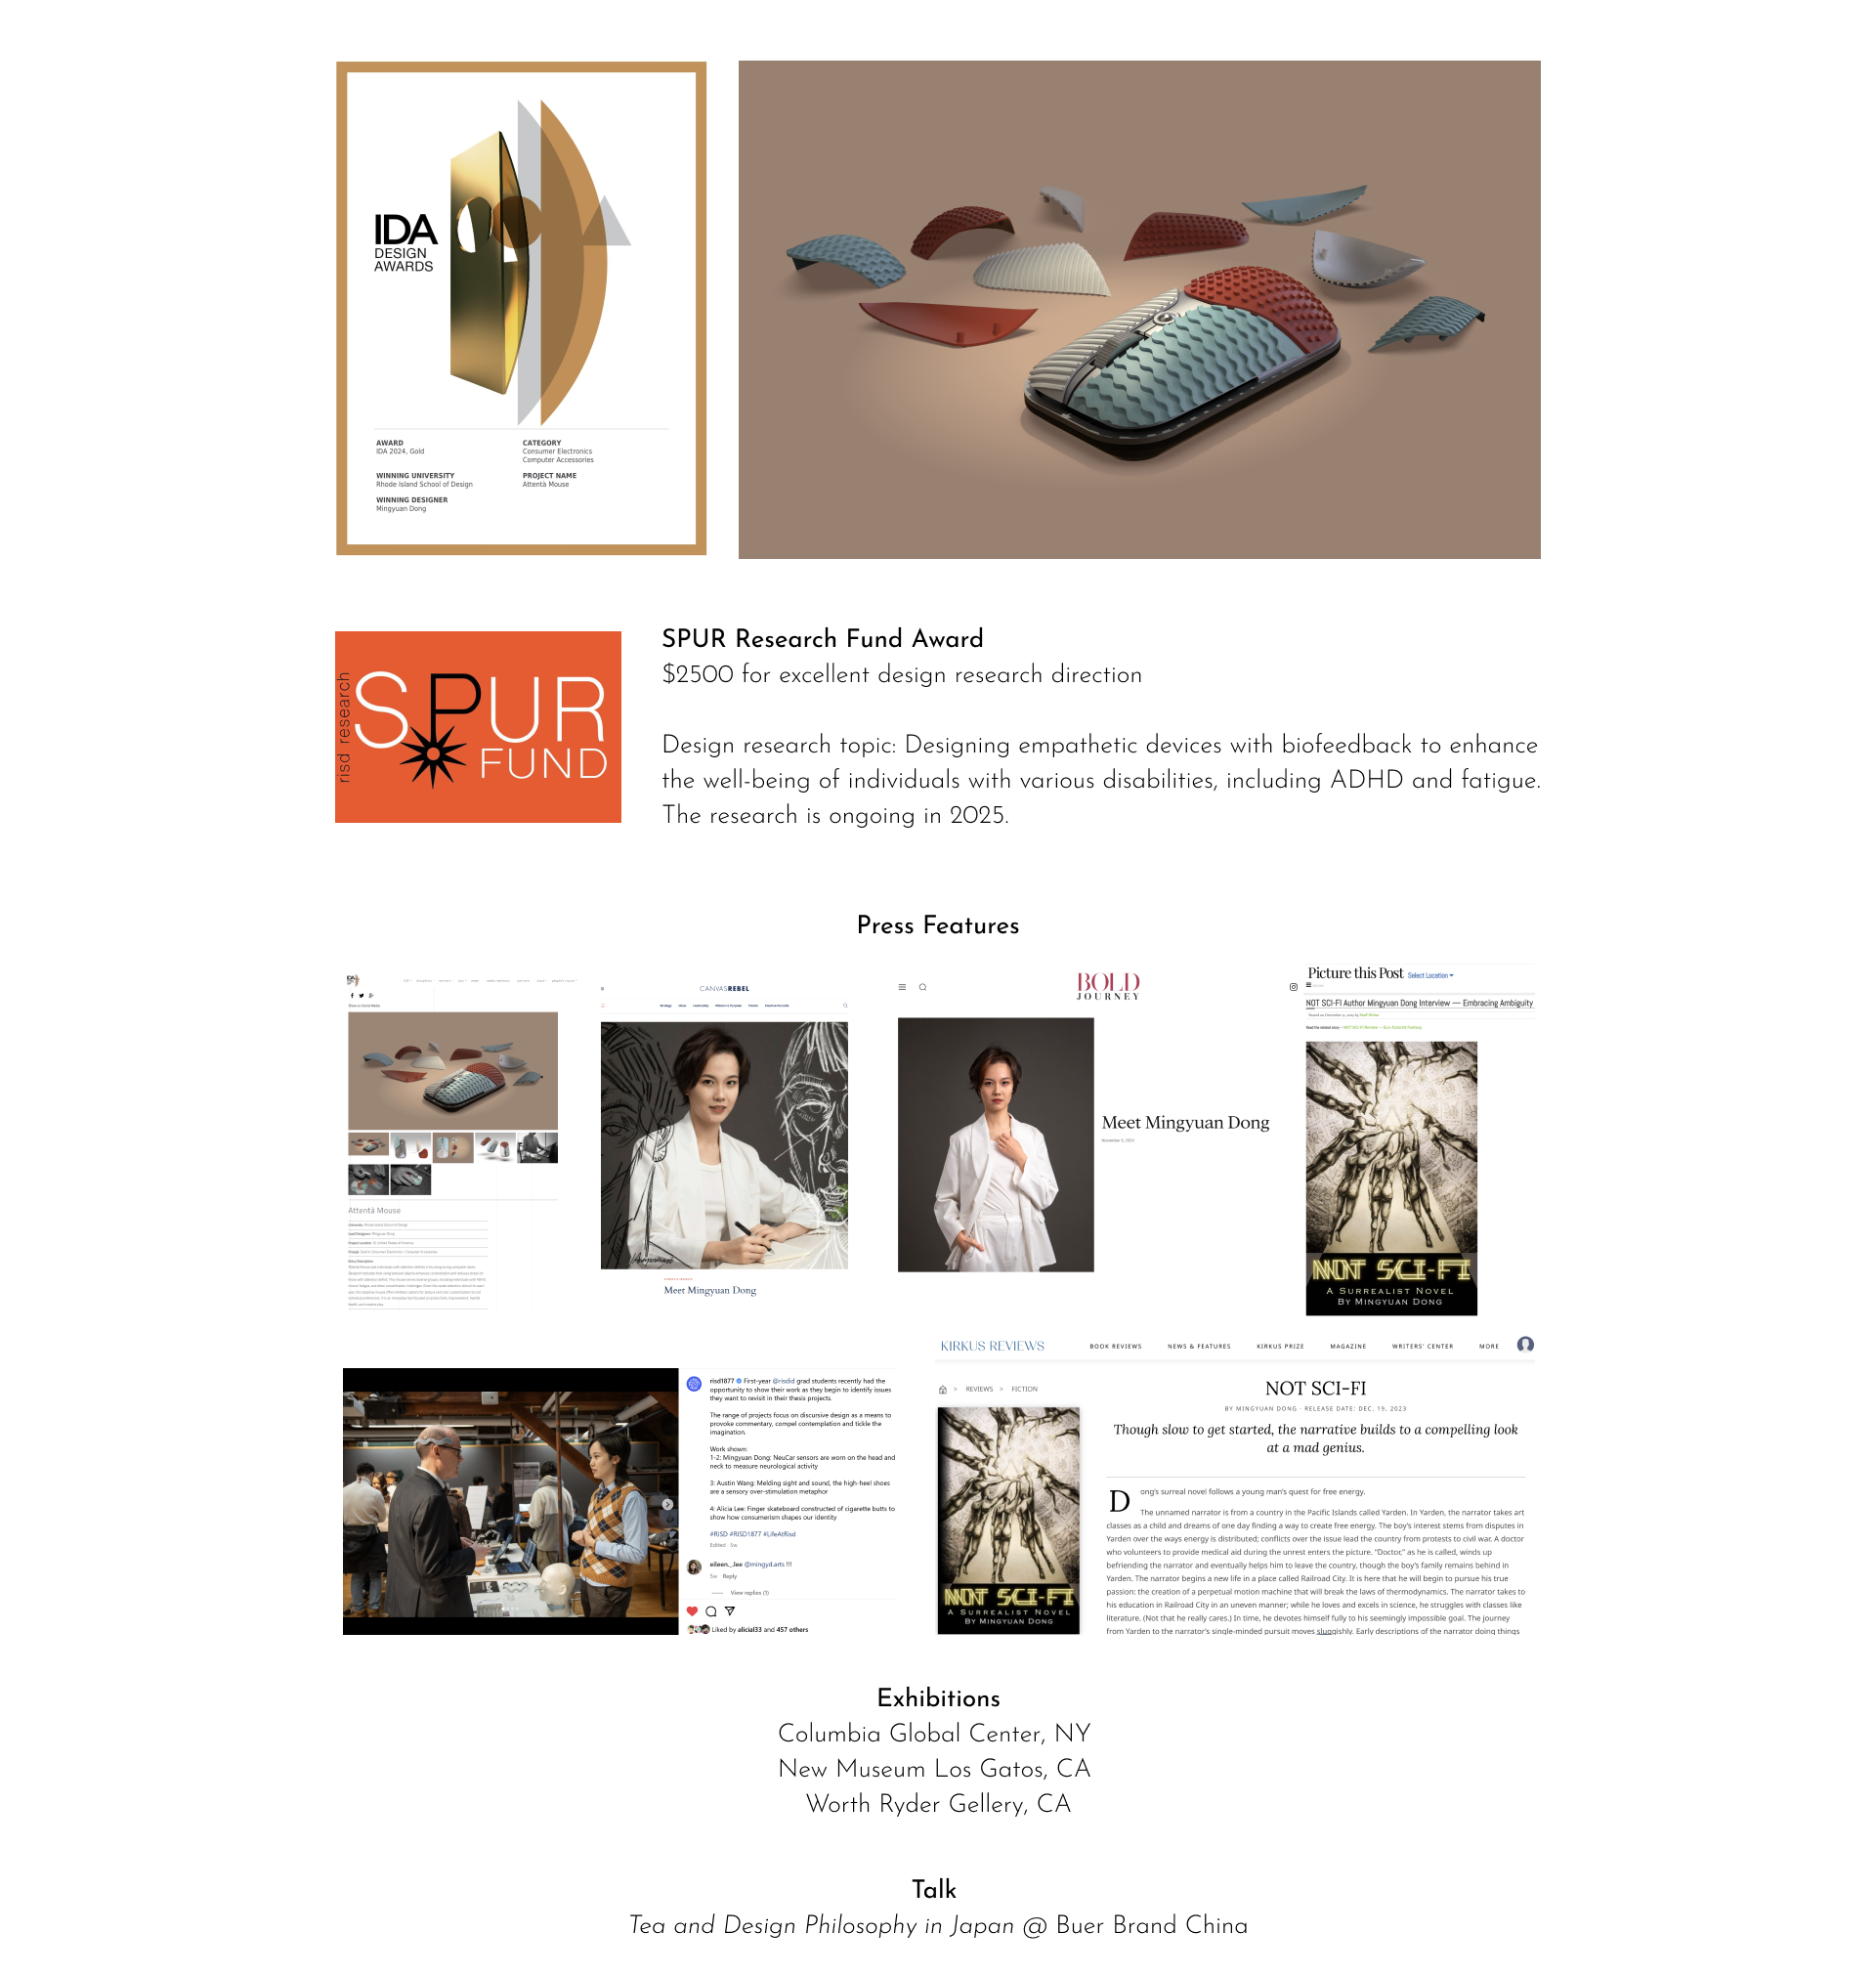 IDA
DESIGN
AWARDS
AWARD
IDA 2024, Gold
CATEGORY
Consumer Electronics
Computer Accessories
WINNING UNIVERSITY
Rhode Island School of Design
PROJECT NAME
Attentà Mouse
WINNING DESIGNER
Mingyuan Dong
risd research
SPUR
FUND
SPUR Research Fund Award
$2500 for excellent design research direction
Design research topic: Designing empathetic devices with biofeedback to enhance
the well-being of individuals with various disabilities, including ADHD and fatigue.
The research is ongoing in 2025.
Press Features
Attentà Mouse
CANVASREBEL
Meet Mingyuan Dong
BOLD
JOURNEY
Meet Mingyuan Dong
Picture this Post
Select Location
NOT SCI-FI Author Mingyuan Dong Interview — Embracing Ambiguity
NOT SCI-FI
A SURREALIST NOVEL
BY MINGYUAN DONG
risd1877 First-year @risdid grad students recently had the
opportunity to show their work as they begin to identify issues
they want to revisit in their thesis projects.
The range of projects focus on discursive design as a means to
provoke commentary, compel contemplation and tickle the
imagination.
Work shown:
1-2: Mingyuan Dong: NeuCar sensors are worn on the head and
neck to measure neurological activity
3: Austin Wang: Melding sight and sound, the high-heel shoes
are a sensory over-stimulation metaphor
4: Alicia Lee: Finger skateboard constructed of cigarette butts to
show how consumerism shapes our identity
#RISD #RISD1877 #LifeAtRisd
Edited · 5w
eileen._.lee @mingyd.arts !!!
5w Reply
View replies (1)
Liked by alicial33 and 457 others
KIRKUS REVIEWS
BOOK REVIEWS NEWS & FEATURES KIRKUS PRIZE MAGAZINE WRITERS' CENTER MORE
> REVIEWS > FICTION
NOT SCI-FI
A SURREALIST NOVEL
BY MINGYUAN DONG
NOT SCI-FI
BY MINGYUAN DONG · RELEASE DATE: DEC. 19, 2023
Though slow to get started, the narrative builds to a compelling look
at a mad genius.
Dong's surreal novel follows a young man's quest for free energy.
The unnamed narrator is from a country in the Pacific Islands called Yarden. In Yarden, the narrator takes art
classes as a child and dreams of one day finding a way to create free energy. The boy's interest stems from disputes in
Yarden over the ways energy is distributed; conflicts over the issue lead the country from protests to civil war. A doctor
who volunteers to provide medical aid during the unrest enters the picture. "Doctor," as he is called, winds up
befriending the narrator and eventually helps him to leave the country, though the boy's family remains behind in
Yarden. The narrator begins a new life in a place called Railroad City. It is here that he will begin to pursue his true
passion: the creation of a perpetual motion machine that will break the laws of thermodynamics. The narrator takes to
his education in Railroad City in an uneven manner; while he loves and excels in science, he struggles with classes like
literature. (Not that he really cares.) In time, he devotes himself fully to his seemingly impossible goal. The journey
from Yarden to the narrator's single-minded pursuit moves sluggishly. Early descriptions of the narrator doing things
Exhibitions
Columbia Global Center, NY
New Museum Los Gatos, CA
Worth Ryder Gellery, CA
Talk
Tea and Design Philosophy in Japan @ Buer Brand China